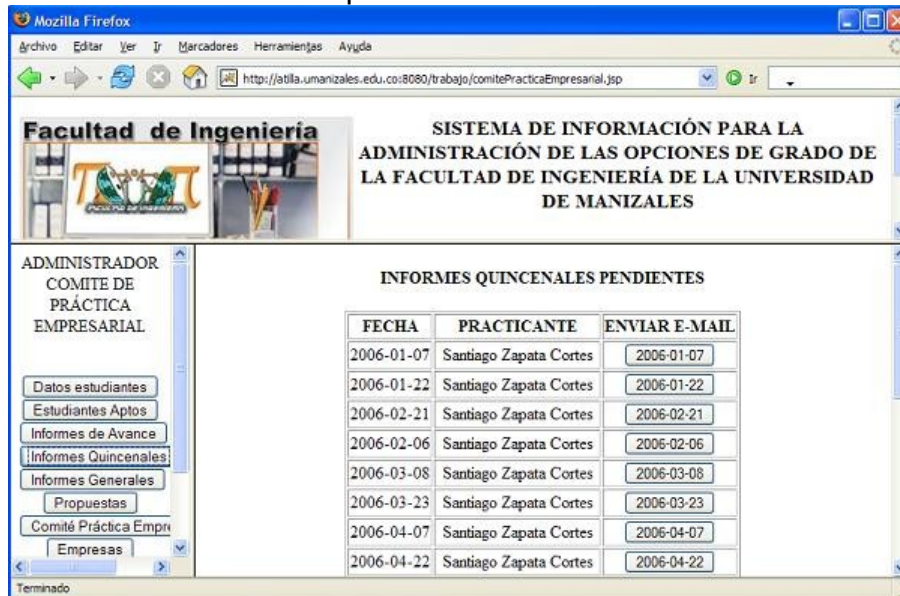 Mozilla Firefox
Archivo Editar Ver Ir Marcadores Herramientas Ayuda
http://atilla.umanizales.edu.co:8080/trabajo/comitePracticaEmpresarial.jsp Ir
Facultad de Ingeniería
SISTEMA DE INFORMACIÓN PARA LA
ADMINISTRACIÓN DE LAS OPCIONES DE GRADO DE
LA FACULTAD DE INGENIERÍA DE LA UNIVERSIDAD
DE MANIZALES
ADMINISTRADOR
COMITE DE
PRÁCTICA
EMPRESARIAL
Datos estudiantes
Estudiantes Aptos
Informes de Avance
Informes Quincenales
Informes Generales
Propuestas
Comité Práctica Empre
Empresas
INFORMES QUINCENALES PENDIENTES
FECHA PRACTICANTE ENVIAR E-MAIL
2006-01-07 Santiago Zapata Cortes 2006-01-07
2006-01-22 Santiago Zapata Cortes 2006-01-22
2006-02-21 Santiago Zapata Cortes 2006-02-21
2006-02-06 Santiago Zapata Cortes 2006-02-06
2006-03-08 Santiago Zapata Cortes 2006-03-08
2006-03-23 Santiago Zapata Cortes 2006-03-23
2006-04-07 Santiago Zapata Cortes 2006-04-07
2006-04-22 Santiago Zapata Cortes 2006-04-22
Terminado